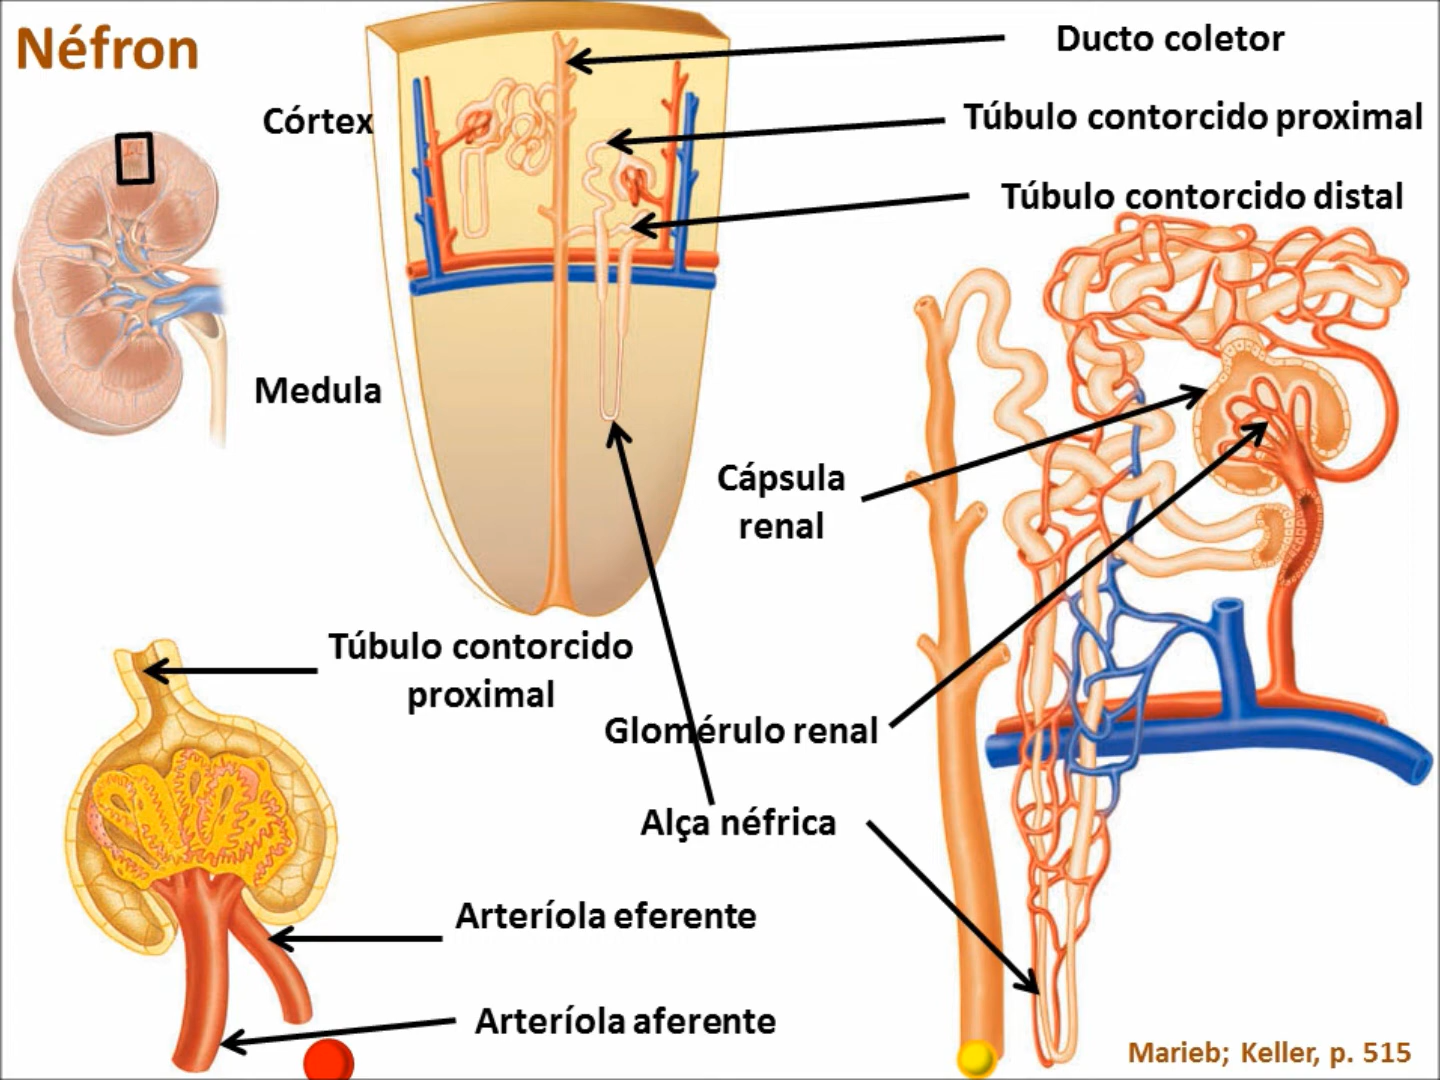 Néfron
Ducto coletor
Córtex
Túbulo contorcido proximal
Túbulo contorcido distal
Medula
Cápsula
renal
Túbulo contorcido
proximal
Glomérulo renal
Alça néfrica
Arteríola eferente
Arteríola aferente
Marieb; Keller, p. 515